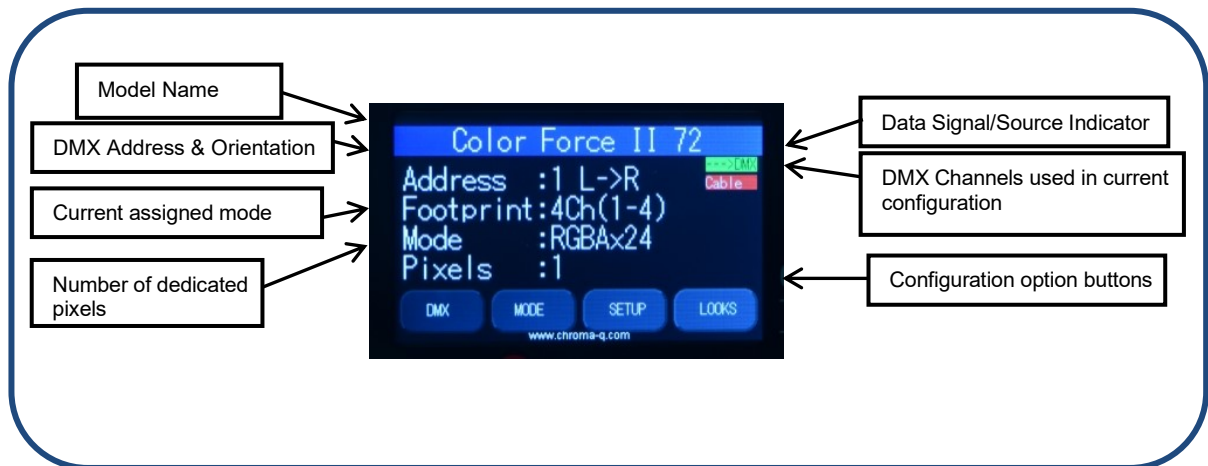 Model Name
DMX Address & Orientation
Current assigned mode
Number of dedicated
pixels
Color Force II 72
--->DMX
Cable
Address :1 L->R
Footprint:4Ch(1-4)
Mode :RGBAx24
Pixels :1
DMX MODE SETUP LOOKS
www.chroma-q.com
Data Signal/Source Indicator
DMX Channels used in current
configuration
Configuration option buttons